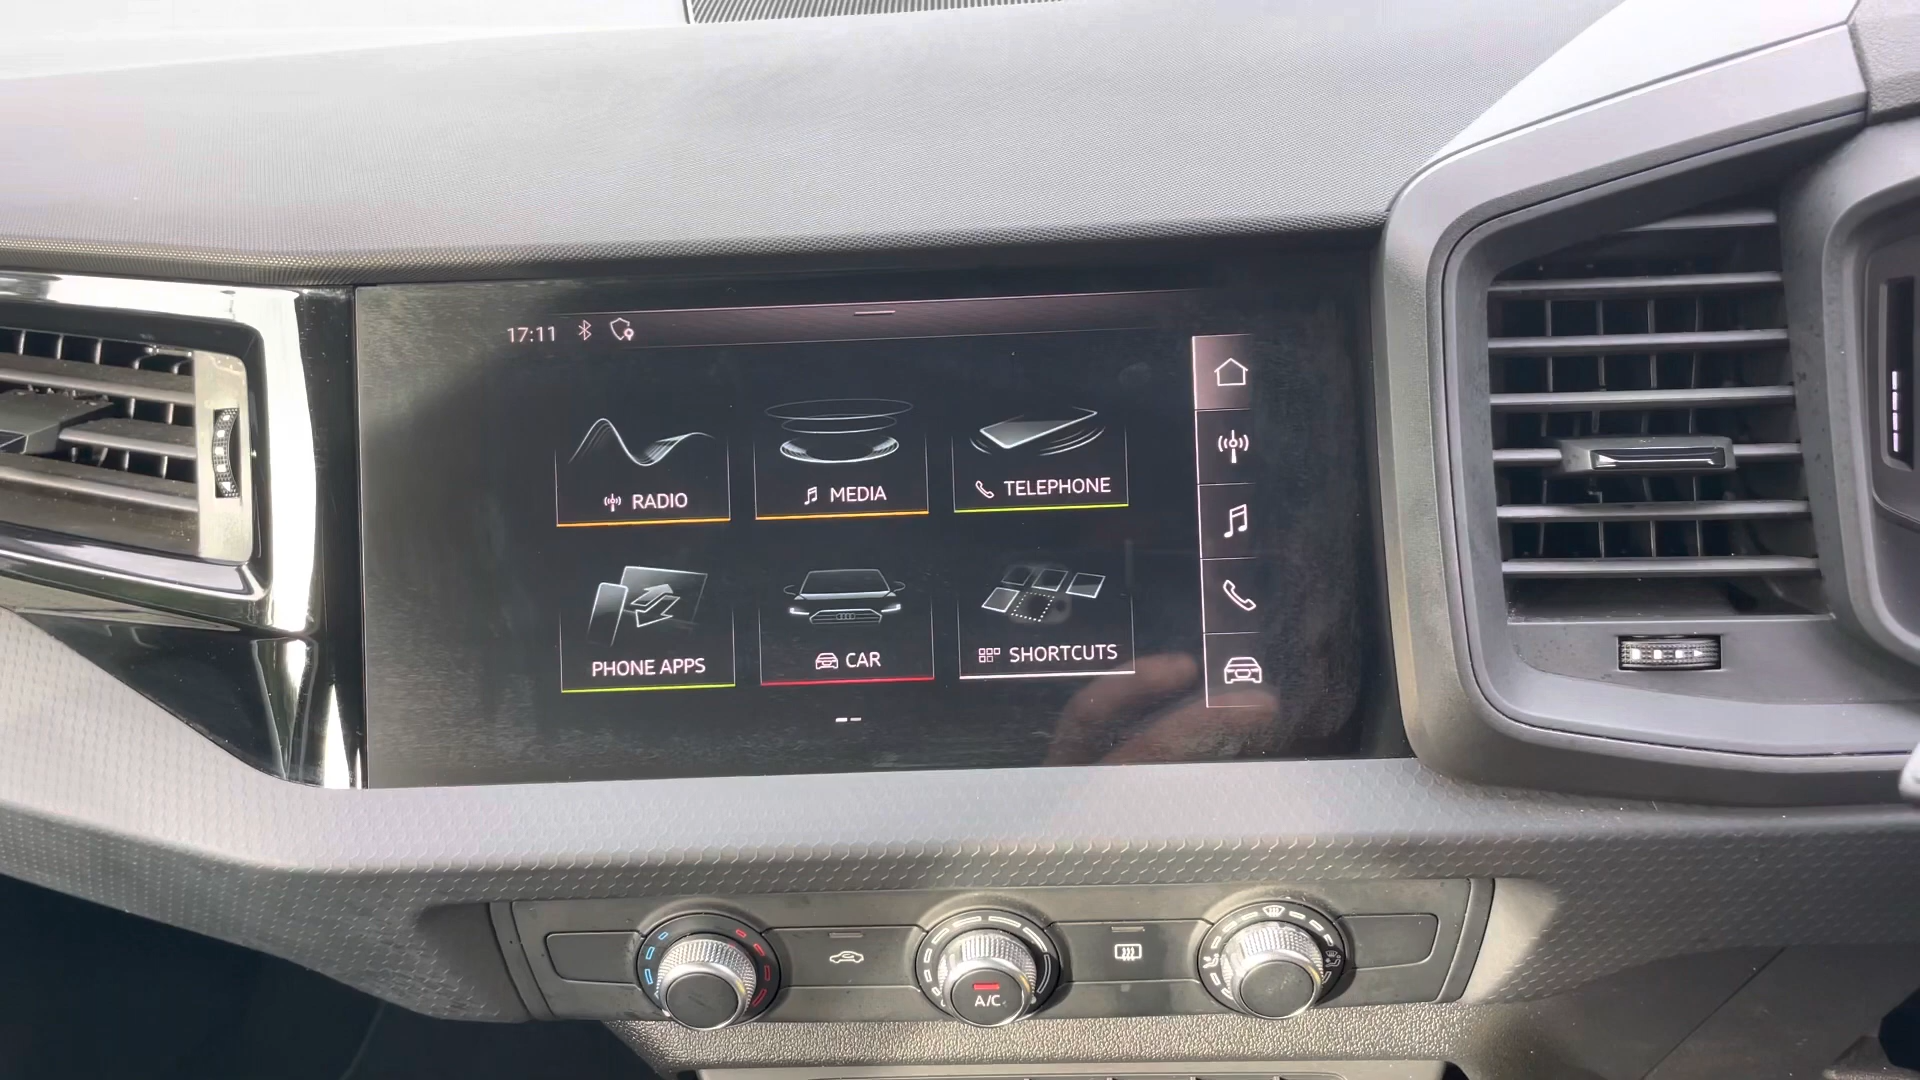 17:11
RADIO
MEDIA
TELEPHONE
PHONE APPS
CAR
SHORTCUTS
A/C